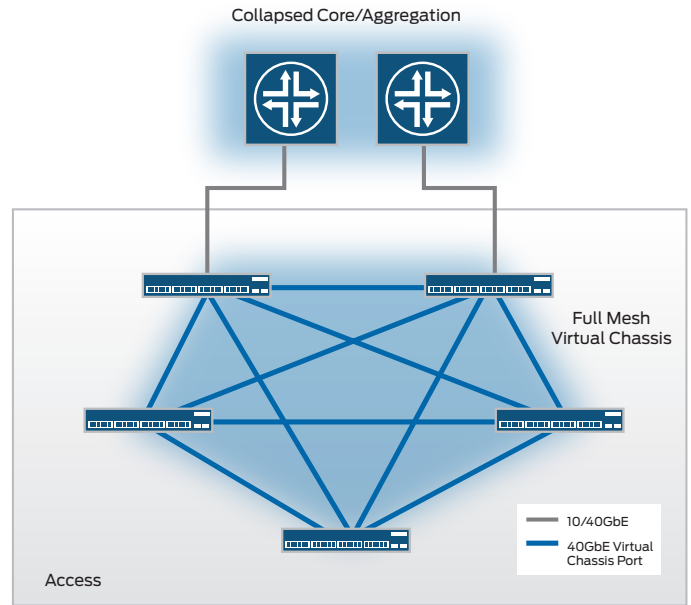 Collapsed Core/Aggregation
Full Mesh
Virtual Chassis
10/40GbE
40GbE Virtual
Chassis Port
Access